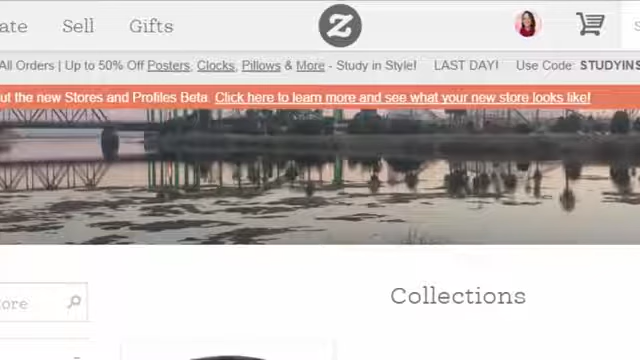 ate Sell Gifts Z S
All Orders | Up to 50% Off Posters, Clocks, Pillows & More - Study in Style! LAST DAY! Use Code: STUDYINS
ut the new Stores and Profiles Beta. Click here to learn more and see what your new store looks like!
Collections
ore